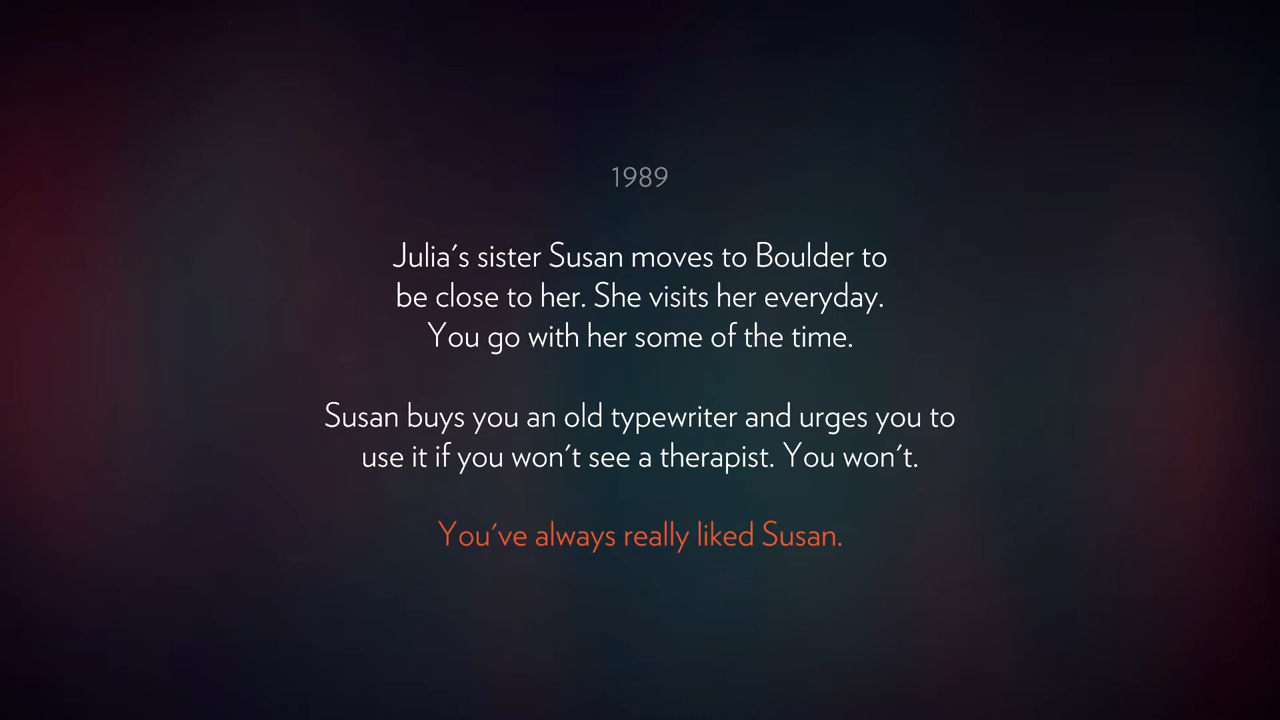 1989
Julia's sister Susan moves to Boulder to
be close to her. She visits her everyday.
You go with her some of the time.
Susan buys you an old typewriter and urges you to
use it if you won't see a therapist. You won't.
You've always really liked Susan.